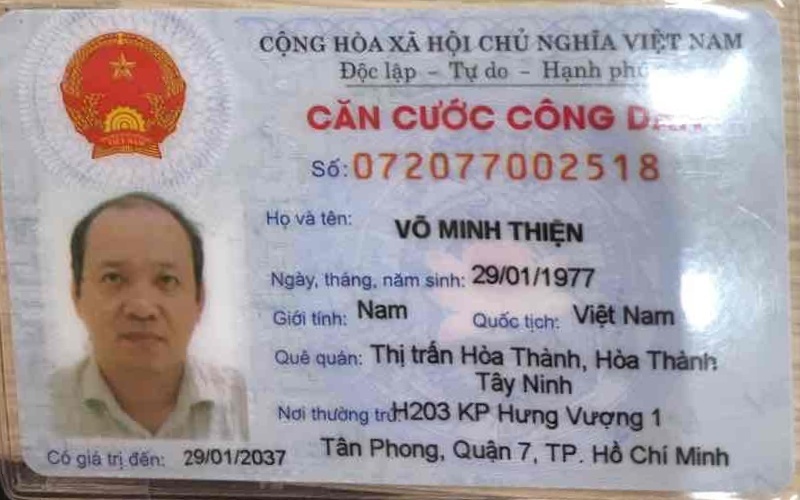 CỘNG HÒA XÃ HỘI CHỦ NGHĨA VIỆT NAM
Độc lập – Tự do – Hạnh
CĂN CƯỚC CÔNG
Số: 072077002518
Họ và tên: VÕ MINH THIỆN
Ngày, tháng, năm sinh: 29/01/1977
Giới tính: Nam Quốc tịch: Việt Nam
Quê quán: Thị trấn Hòa Thành, Hòa Thành
Tây Ninh
Nơi thường trú: H203 KP Hưng Vượng 1
Tân Phong, Quận 7, TP. Hồ Chí Minh
Có giá trị đến: 29/01/2037